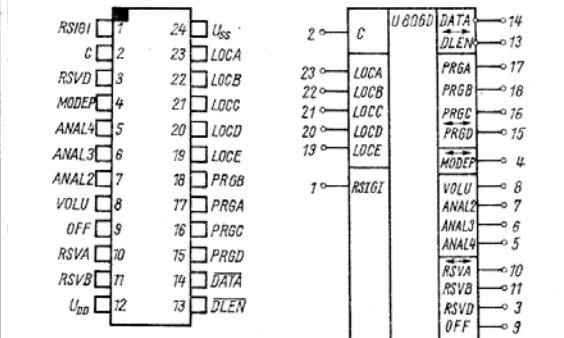 RSIGI 1 24 Uss
C 2 23 LOCA
RSVD 3 22 LOCB
MODEP 4 21 LOCC
ANAL4 5 20 LOCD
ANAL3 6 19 LOCE
ANAL2 7 18 PRGB
VOLU 8 17 PRGA
OFF 9 16 PRGC
RSVA 10 15 PRGD
RSVB 11 14 DATA
UDD 12 13 DLEN
U806D DATA 14
2 C
DLEN 13
PRGA 17
23 LOCA
22 LOCB PRGB 18
21 LOCC PRGC 16
20 LOCD PRGD 15
19 LOCE
MODEP 4
1 RSIGI VOLU 8
ANAL2 7
ANAL3 6
ANAL4 5
RSVA 10
RSVB 11
RSVD 3
OFF 9